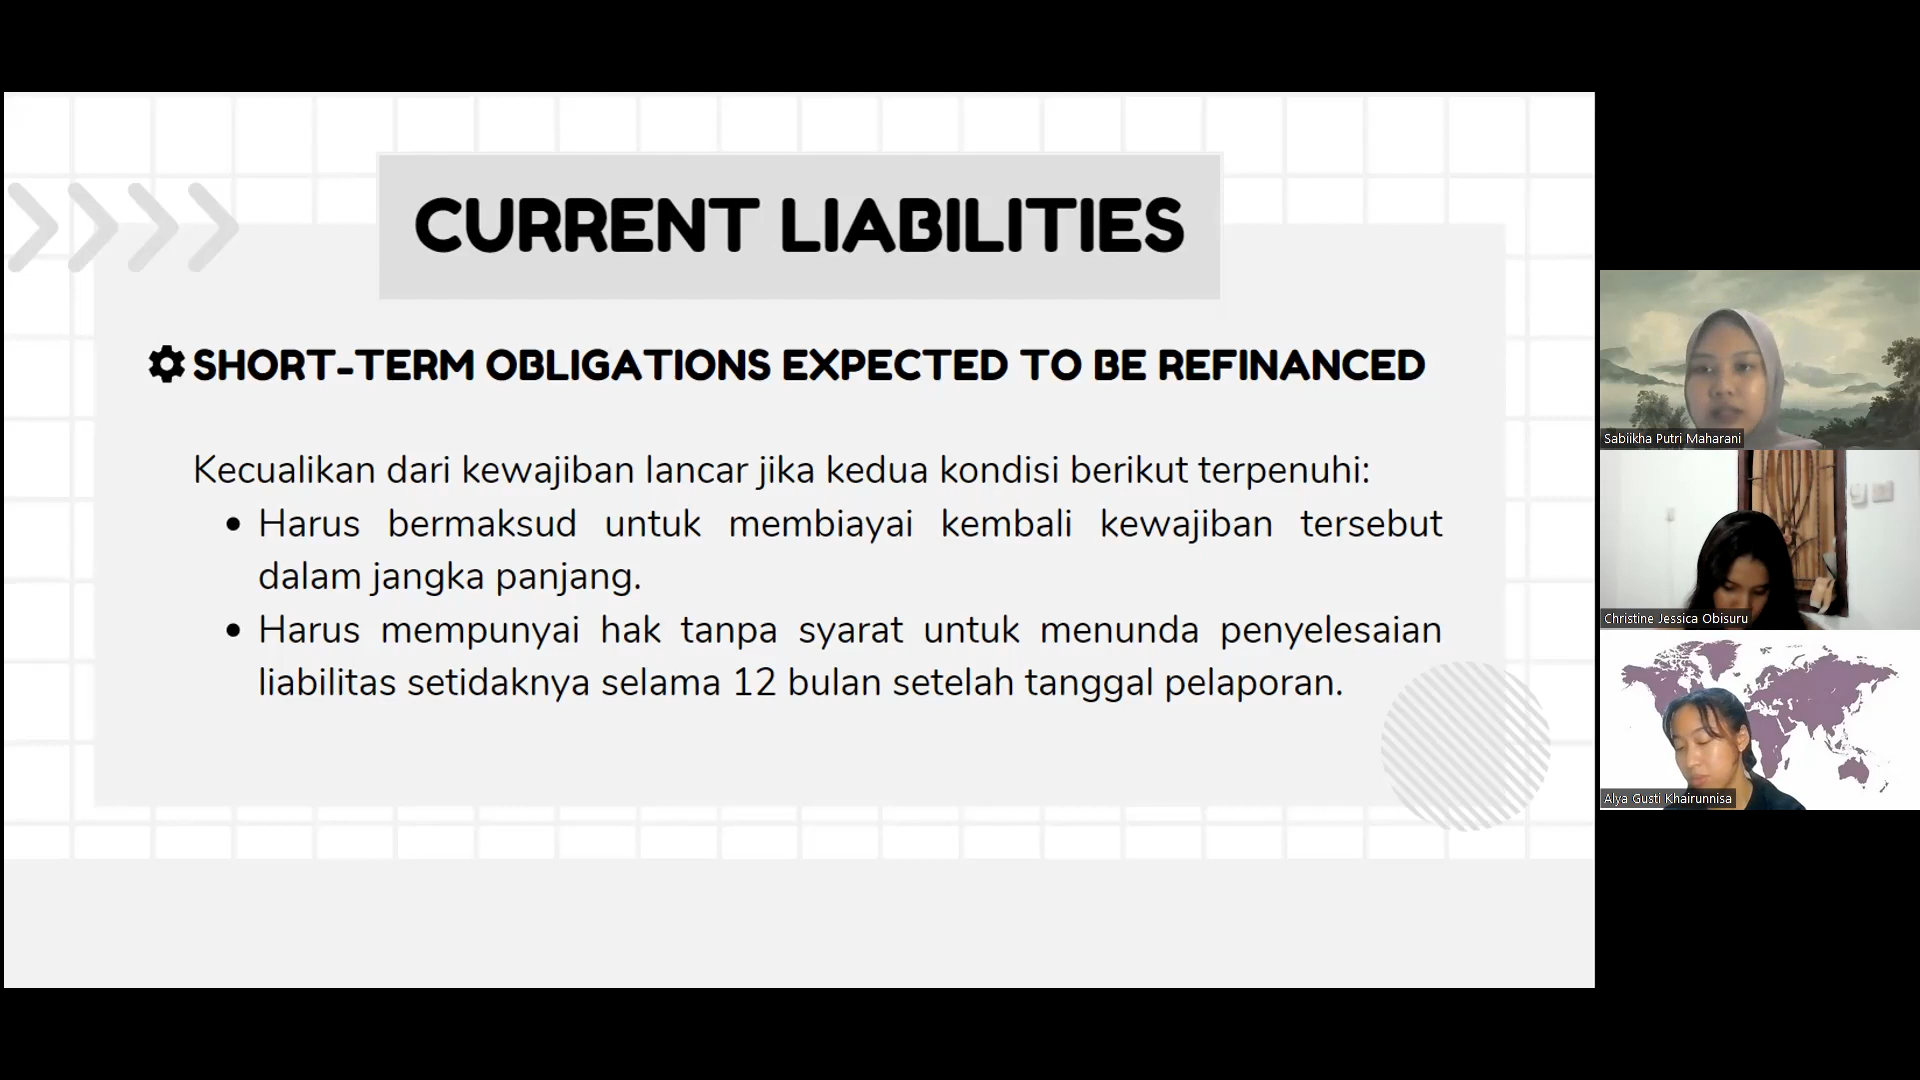 CURRENT LIABILITIES
SHORT-TERM OBLIGATIONS EXPECTED TO BE REFINANCED
Kecualikan dari kewajiban lancar jika kedua kondisi berikut terpenuhi:
• Harus bermaksud untuk membiayai kembali kewajiban tersebut
dalam jangka panjang.
• Harus mempunyai hak tanpa syarat untuk menunda penyelesaian
liabilitas setidaknya selama 12 bulan setelah tanggal pelaporan.
Sabiikha Putri Maharani
Christine Jessica Obisuru
Alya Gusti Khairunnisa